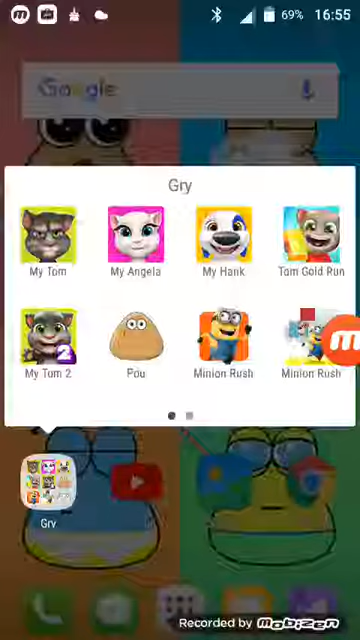 69% 16:55
Google
Gry
My Tom My Angela My Hank Tom Gold Run
2
My Tom 2 Pou Minion Rush Minion Rush
Gry
Recorded by Mobizen